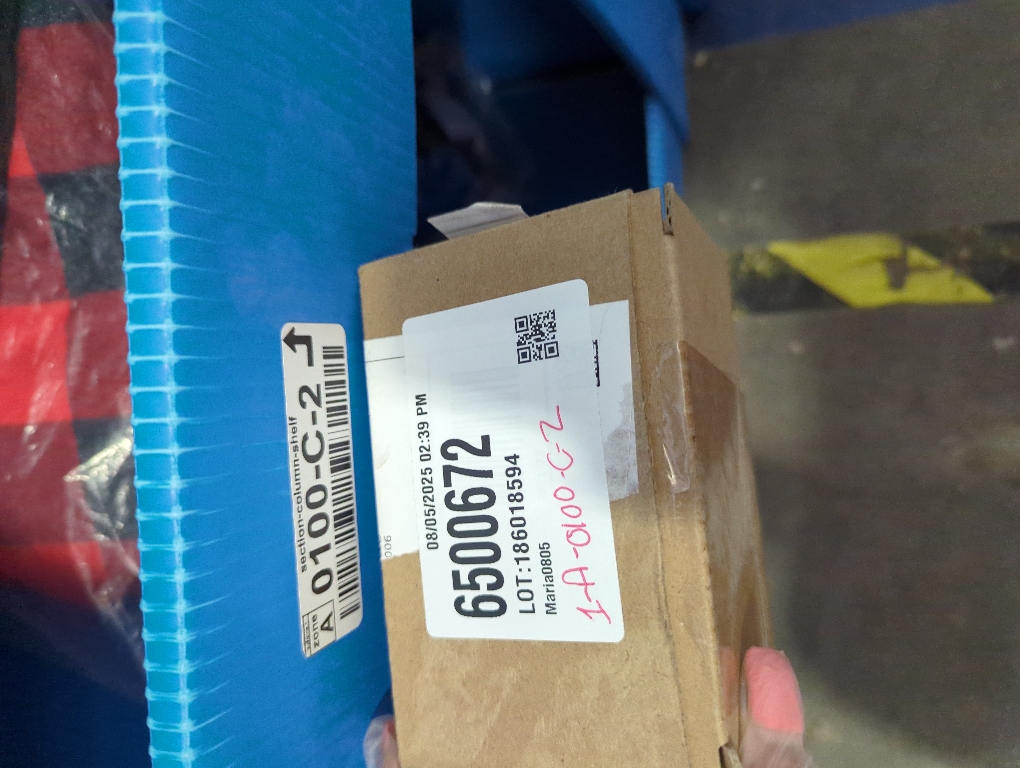 section-column-shelf
zone
A 0100-C-2
006
08/05/2025 02:39 PM
6500672
LOT:186018594
Maria0805
1-A-0100-C-2